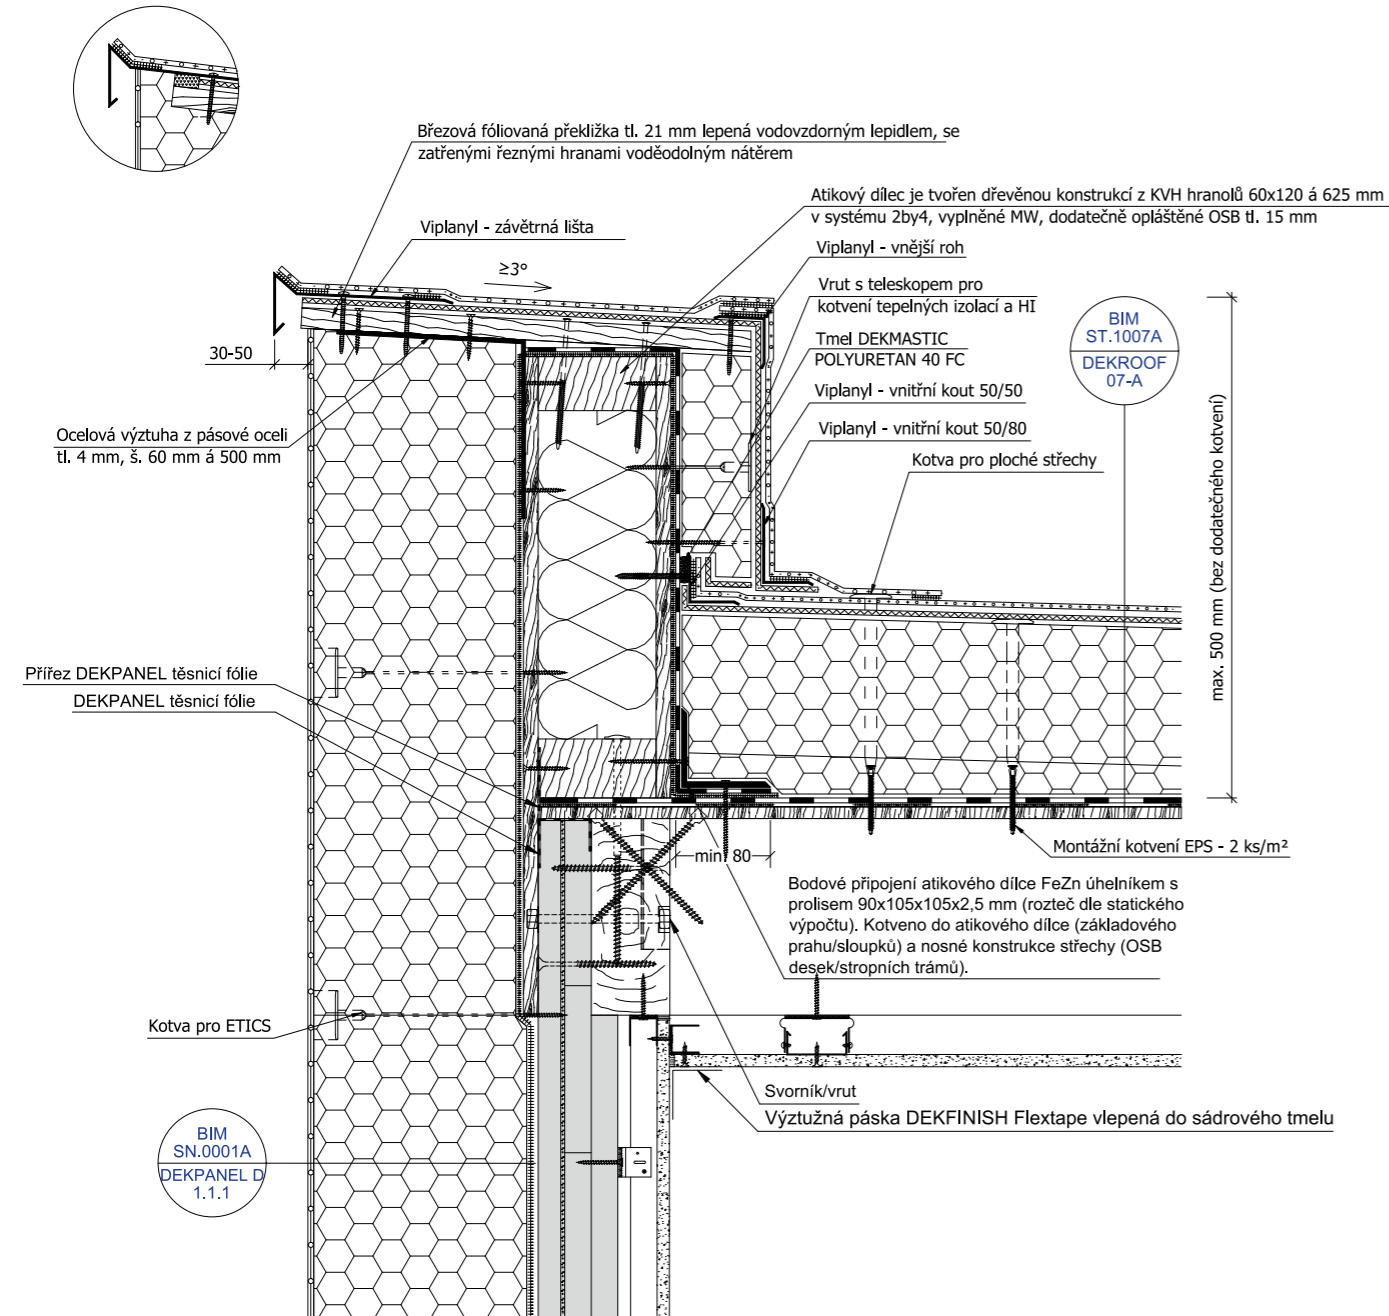 Březová fóliovaná překližka tl. 21 mm lepená vodovzdorným lepidlem, se
zatřenými řeznými hranami voděodolným nátěrem
Atikový dílec je tvořen dřevěnou konstrukcí z KVH hranolů 60x120 á 625 mm
v systému 2by4, vyplněné MW, dodatečně opláštěné OSB tl. 15 mm
Viplanyl - závětrná lišta
Viplanyl - vnější roh
≥3°
Vrut s teleskopem pro
kotvení tepelných izolací a HI
BIM
ST.1007A
DEKROOF
07-A
Tmel DEKMASTIC
POLYURETAN 40 FC
30-50
Viplanyl - vnitřní kout 50/50
Viplanyl - vnitřní kout 50/80
Ocelová výztuha z pásové oceli
tl. 4 mm, š. 60 mm á 500 mm
Kotva pro ploché střechy
max. 500 mm (bez dodatečného kotvení)
Přířez DEKPANEL těsnicí fólie
DEKPANEL těsnicí fólie
Montážní kotvení EPS - 2 ks/m²
min. 80
Bodové připojení atikového dílce FeZn úhelníkem s
prolisem 90x105x105x2,5 mm (rozteč dle statického
výpočtu). Kotveno do atikového dílce (základového
prahu/sloupků) a nosné konstrukce střechy (OSB
desek/stropních trámů).
Kotva pro ETICS
Svorník/vrut
Výztužná páska DEKFINISH Flextape vlepená do sádrového tmelu
BIM
SN.0001A
DEKPANEL D
1.1.1